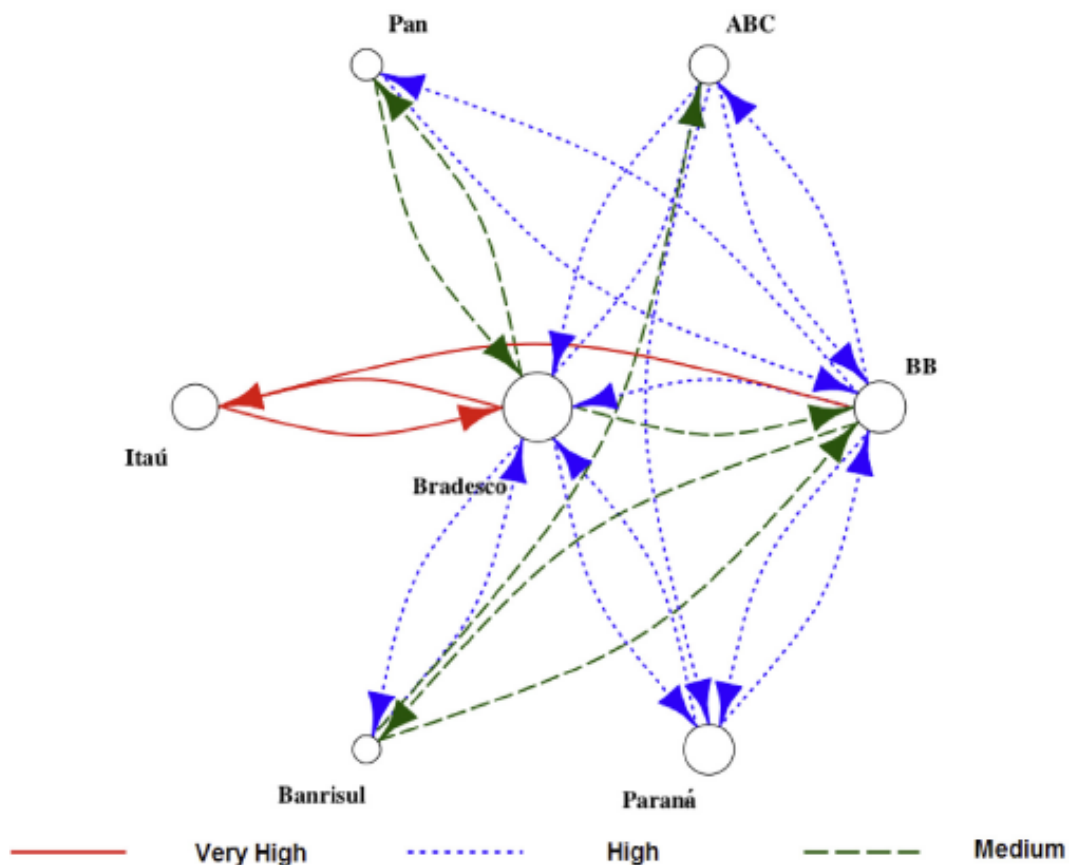 Pan
ABC
BB
Itaú
Bradesco
Banrisul
Paraná
Very High
High
Medium